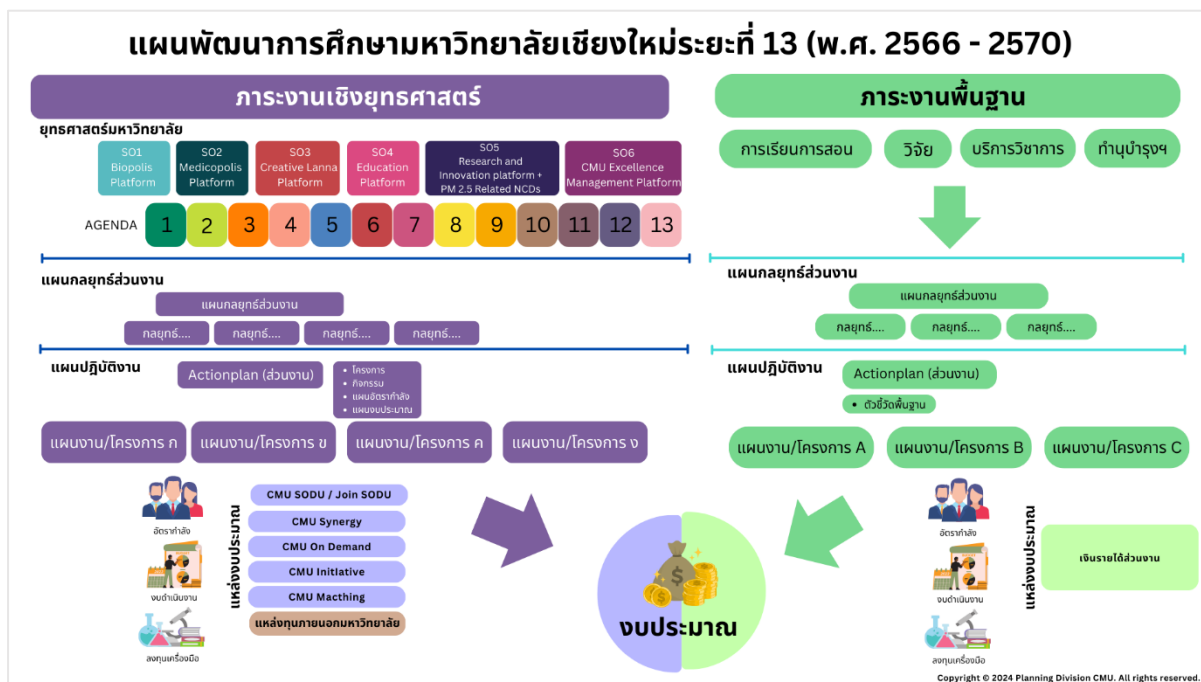 แผนพัฒนาการศึกษามหาวิทยาลัยเชียงใหม่ระยะที่ 13 (พ.ศ. 2566 - 2570)
ภาระงานเชิงยุทธศาสตร์
ยุทธศาสตร์มหาวิทยาลัย
SO1
Biopolis
Platform
SO2
Medicopolis
Platform
SO3
Creative Lanna
Platform
SO4
Education
Platform
SO5
Research and
Innovation platform +
PM 2.5 Related NCDs
SO6
CMU Excellence
Management Platform
AGENDA 1 2 3 4 5 6 7 8 9 10 11 12 13
แผนกลยุทธ์ส่วนงาน
แผนกลยุทธ์ส่วนงาน
กลยุทธ์.... กลยุทธ์.... กลยุทธ์.... กลยุทธ์....
แผนปฎิบัติงาน
Actionplan (ส่วนงาน)
• โครงการ
• กิจกรรม
• แผนอัตรากำลัง
• แผนงบประมาณ
แผนงาน/โครงการ ก แผนงาน/โครงการ ข แผนงาน/โครงการ ค แผนงาน/โครงการ ง
อัตรากำลัง
งบดำเนินงาน
ลงทุนเครื่องมือ
แหล่งงบประมาณ
CMU SODU / Join SODU
CMU Synergy
CMU On Demand
CMU InitIative
CMU Macthing
แหล่งทุนภายนอกมหาวิทยาลัย
งบประมาณ
ภาระงานพื้นฐาน
การเรียนการสอน วิจัย บริการวิชาการ ทำนุบำรุงฯ
แผนกลยุทธ์ส่วนงาน
แผนกลยุทธ์ส่วนงาน
กลยุทธ์.... กลยุทธ์.... กลยุทธ์....
แผนปฎิบัติงาน
Actionplan (ส่วนงาน)
• ตัวชี้วัดพื้นฐาน
แผนงาน/โครงการ A แผนงาน/โครงการ B แผนงาน/โครงการ C
อัตรากำลัง
งบดำเนินงาน
ลงทุนเครื่องมือ
แหล่งงบประมาณ
เงินรายได้ส่วนงาน
Copyright © 2024 Planning Division CMU. All rights reserved.